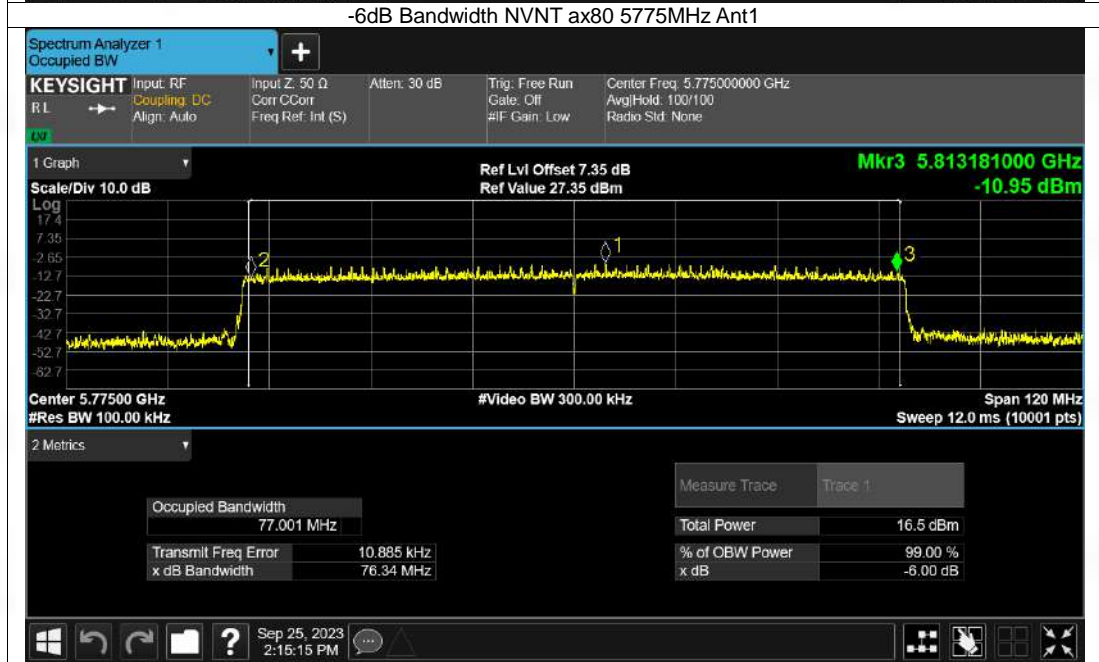 -6dB Bandwidth NVNT ax80 5775MHz Ant1
Spectrum Analyzer 1
Occupied BW
+
KEYSIGHT Input: RF Input Z: 50 Ω Atten: 30 dB Trig: Free Run Center Freq: 5.775000000 GHz
R L Coupling: DC Corr CCorr Gate: Off Avg|Hold: 100/100
Align: Auto Freq Ref: Int (S) #IF Gain: Low Radio Std: None
LXI
1 Graph Ref Lvl Offset 7.35 dB Mkr3 5.813181000 GHz
Scale/Div 10.0 dB Ref Value 27.35 dBm -10.95 dBm
Log
17.4
7.35
-2.65
-12.7
-22.7
-32.7
-42.7
-52.7
-62.7
2
1
3
Center 5.77500 GHz #Video BW 300.00 kHz Span 120 MHz
#Res BW 100.00 kHz Sweep 12.0 ms (10001 pts)
2 Metrics
Measure Trace Trace 1
Occupied Bandwidth
77.001 MHz Total Power 16.5 dBm
Transmit Freq Error 10.885 kHz % of OBW Power 99.00 %
x dB Bandwidth 76.34 MHz x dB -6.00 dB
? Sep 25, 2023
2:15:15 PM